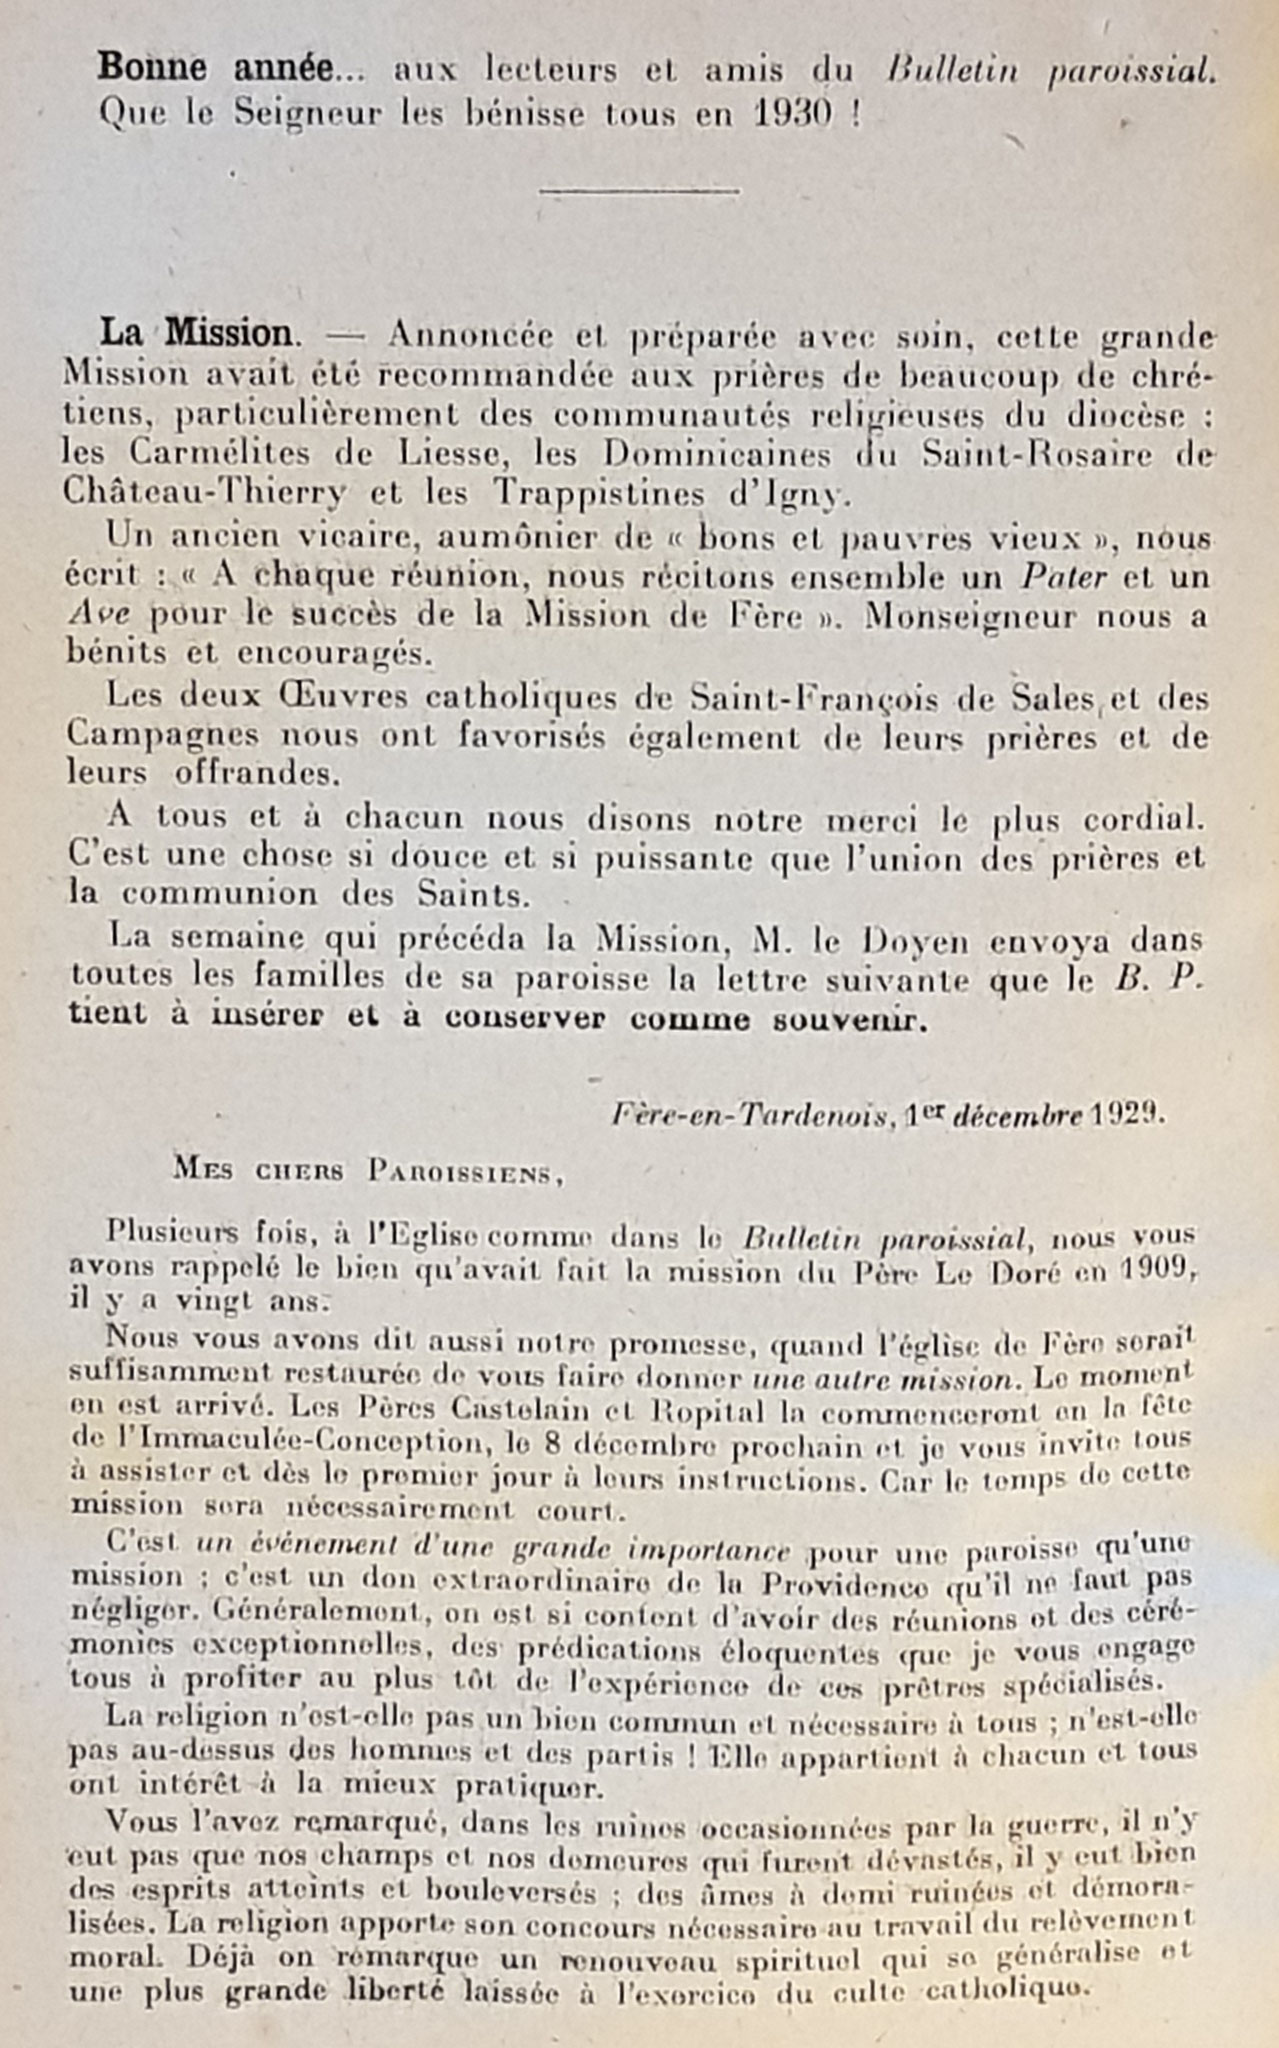 Bonne année... aux lecteurs et amis du Bulletin paroissial.
Que le Seigneur les bénisse tous en 1930 !
La Mission. — Annoncée et préparée avec soin, cette grande
Mission avait été recommandée aux prières de beaucoup de chré-
tiens, particulièrement des communautés religieuses du diocèse :
les Carmélites de Liesse, les Dominicaines du Saint-Rosaire de
Château-Thierry et les Trappistines d'Igny.
Un ancien vicaire, aumônier de « bons et pauvres vieux », nous
écrit : « A chaque réunion, nous récitons ensemble un Pater et un
Ave pour le succès de la Mission de Fère ». Monseigneur nous a
bénits et encouragés.
Les deux Œuvres catholiques de Saint-François de Sales et des
Campagnes nous ont favorisés également de leurs prières et de
leurs offrandes.
A tous et à chacun nous disons notre merci le plus cordial.
C'est une chose si douce et si puissante que l'union des prières et
la communion des Saints.
La semaine qui précéda la Mission, M. le Doyen envoya dans
toutes les familles de sa paroisse la lettre suivante que le B. P.
tient à insérer et à conserver comme souvenir.
Fère-en-Tardenois, 1er décembre 1929.
MES CHERS PAROISSIENS,
Plusieurs fois, à l'Eglise comme dans le Bulletin paroissial, nous vous
avons rappelé le bien qu'avait fait la mission du Père Le Doré en 1909,
il y a vingt ans.
Nous vous avons dit aussi notre promesse, quand l'église de Fère serait
suffisamment restaurée de vous faire donner une autre mission. Le moment
en est arrivé. Les Pères Castelain et Ropital la commenceront en la fête
de l'Immaculée-Conception, le 8 décembre prochain et je vous invite tous
à assister et dès le premier jour à leurs instructions. Car le temps de cette
mission sera nécessairement court.
C'est un événement d'une grande importance pour une paroisse qu'une
mission ; c'est un don extraordinaire de la Providence qu'il ne faut pas
négliger. Généralement, on est si content d'avoir des réunions et des céré-
monies exceptionnelles, des prédications éloquentes que je vous engage
tous à profiter au plus tôt de l'expérience de ces prêtres spécialisés.
La religion n'est-elle pas un bien commun et nécessaire à tous ; n'est-elle
pas au-dessus des hommes et des partis ! Elle appartient à chacun et tous
ont intérêt à la mieux pratiquer.
Vous l'avez remarqué, dans les ruines occasionnées par la guerre, il n'y
eut pas que nos champs et nos demeures qui furent dévastés, il y eut bien
des esprits atteints et bouleversés ; des âmes à demi ruinées et démora-
lisées. La religion apporte son concours nécessaire au travail du relèvement
moral. Déjà on remarque un renouveau spirituel qui se généralise et
une plus grande liberté laissée à l'exercice du culte catholique.